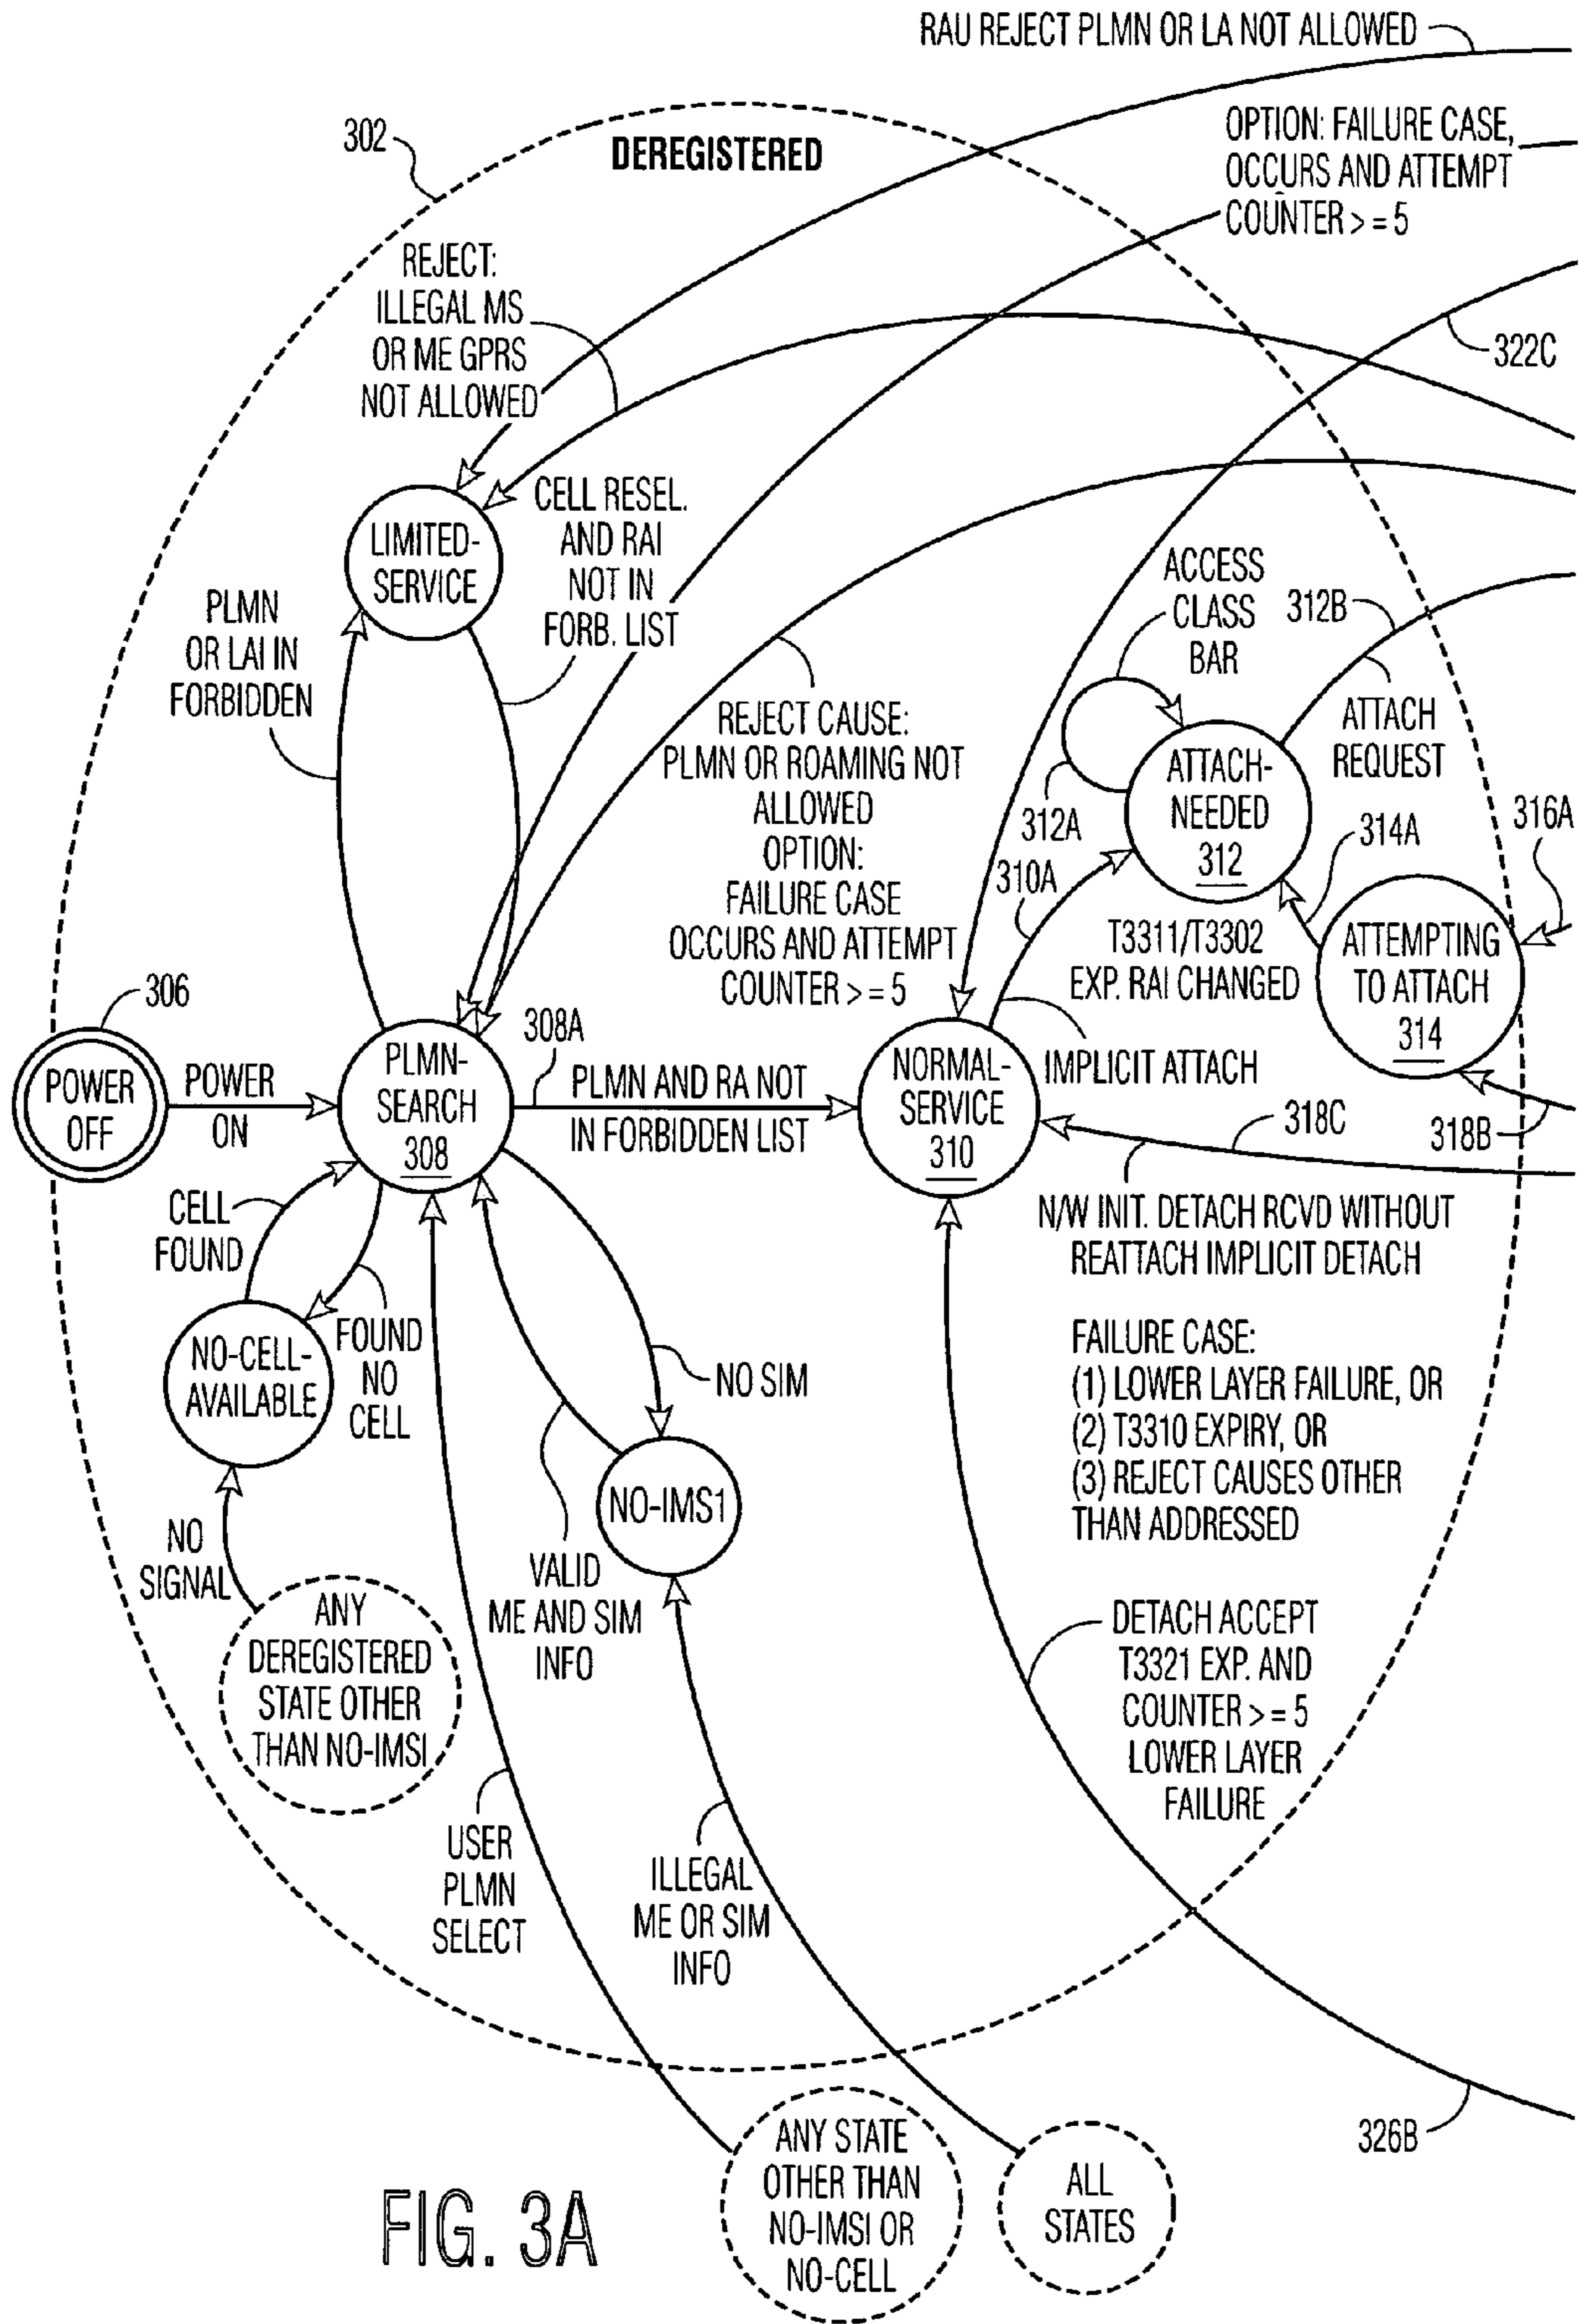 RAU REJECT PLMN OR LA NOT ALLOWED
302
DEREGISTERED
OPTION: FAILURE CASE,
OCCURS AND ATTEMPT
COUNTER > = 5
REJECT:
ILLEGAL MS
OR ME GPRS
NOT ALLOWED
322C
LIMITED-
SERVICE
CELL RESEL.
AND RAI
NOT IN
FORB. LIST
PLMN
OR LAI IN
FORBIDDEN
ACCESS
CLASS
BAR
312B
ATTACH
REQUEST
REJECT CAUSE:
PLMN OR ROAMING NOT
ALLOWED
OPTION:
FAILURE CASE
OCCURS AND ATTEMPT
COUNTER > = 5
312A
ATTACH-
NEEDED
312
314A
316A
310A
T3311/T3302
EXP. RAI CHANGED
ATTEMPTING
TO ATTACH
314
306
POWER
OFF
POWER
ON
PLMN-
SEARCH
308
308A
PLMN AND RA NOT
IN FORBIDDEN LIST
NORMAL-
SERVICE
310
IMPLICIT ATTACH
318C
318B
N/W INIT. DETACH RCVD WITHOUT
REATTACH IMPLICIT DETACH
CELL
FOUND
FOUND
NO
CELL
NO-CELL-
AVAILABLE
NO SIM
FAILURE CASE:
(1) LOWER LAYER FAILURE, OR
(2) T3310 EXPIRY, OR
(3) REJECT CAUSES OTHER
THAN ADDRESSED
NO-IMS1
NO
SIGNAL
VALID
ME AND SIM
INFO
ANY
DEREGISTERED
STATE OTHER
THAN NO-IMSI
DETACH ACCEPT
T3321 EXP. AND
COUNTER > = 5
LOWER LAYER
FAILURE
USER
PLMN
SELECT
ILLEGAL
ME OR SIM
INFO
326B
ANY STATE
OTHER THAN
NO-IMSI OR
NO-CELL
ALL
STATES
FIG. 3A